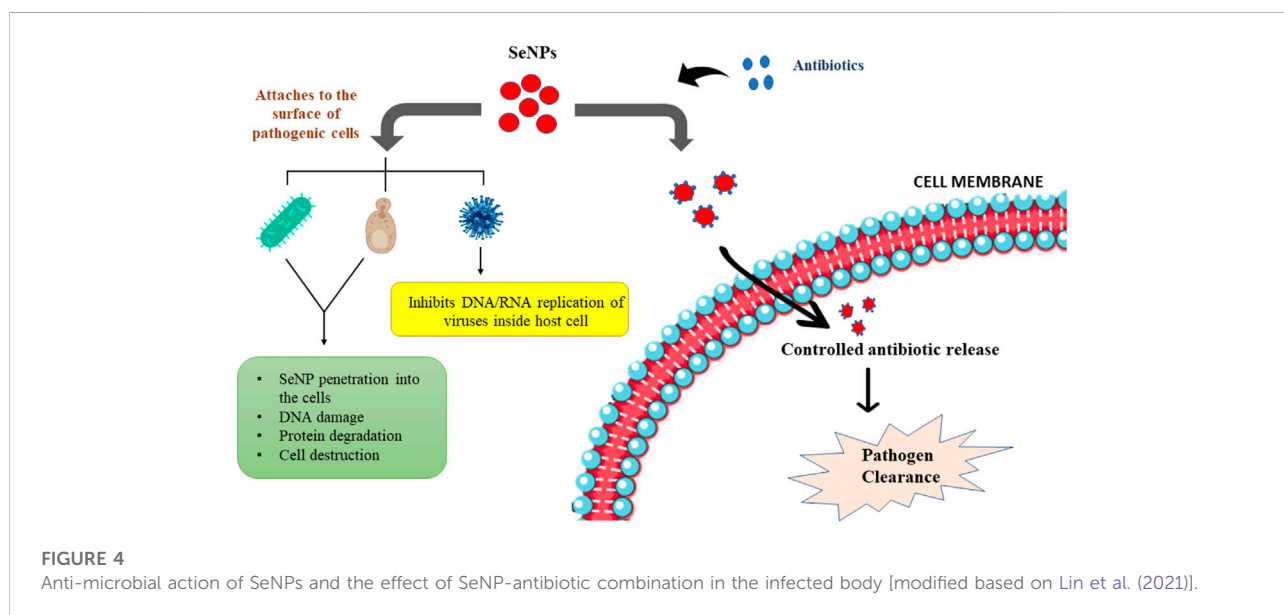 SeNPs
Antibiotics
Attaches to the
surface of
pathogenic cells
CELL MEMBRANE
Inhibits DNA/RNA replication of
viruses inside host cell
Controlled antibiotic release
• SeNP penetration into
the cells
• DNA damage
• Protein degradation
• Cell destruction
Pathogen
Clearance
FIGURE 4
Anti-microbial action of SeNPs and the effect of SeNP-antibiotic combination in the infected body [modified based on Lin et al. (2021)].